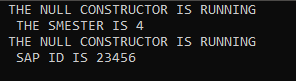 THE NULL CONSTRUCTOR IS RUNNING
THE SMESTER IS 4
THE NULL CONSTRUCTOR IS RUNNING
SAP ID IS 23456